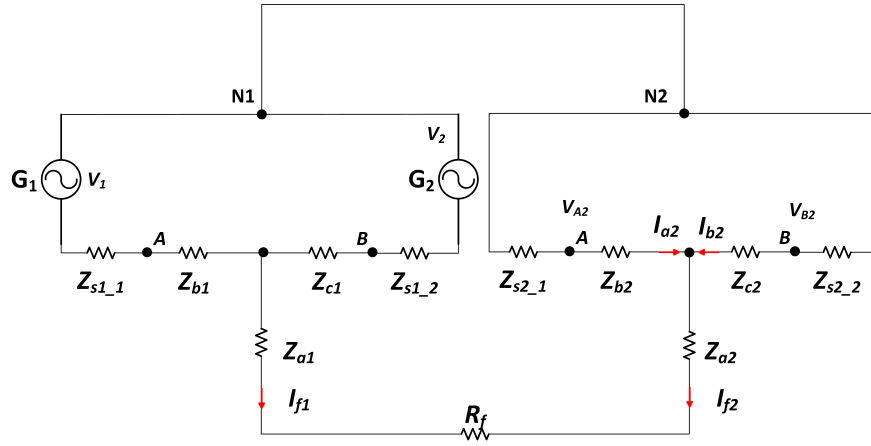 N1 N2
V2
G1 V1 G2
VA2 Ia2 Ib2 VB2
A B A B
Zs1_1 Zb1 Zc1 Zs1_2 Zs2_1 Zb2 Zc2 Zs2_2
Za1 Za2
If1 Rf If2